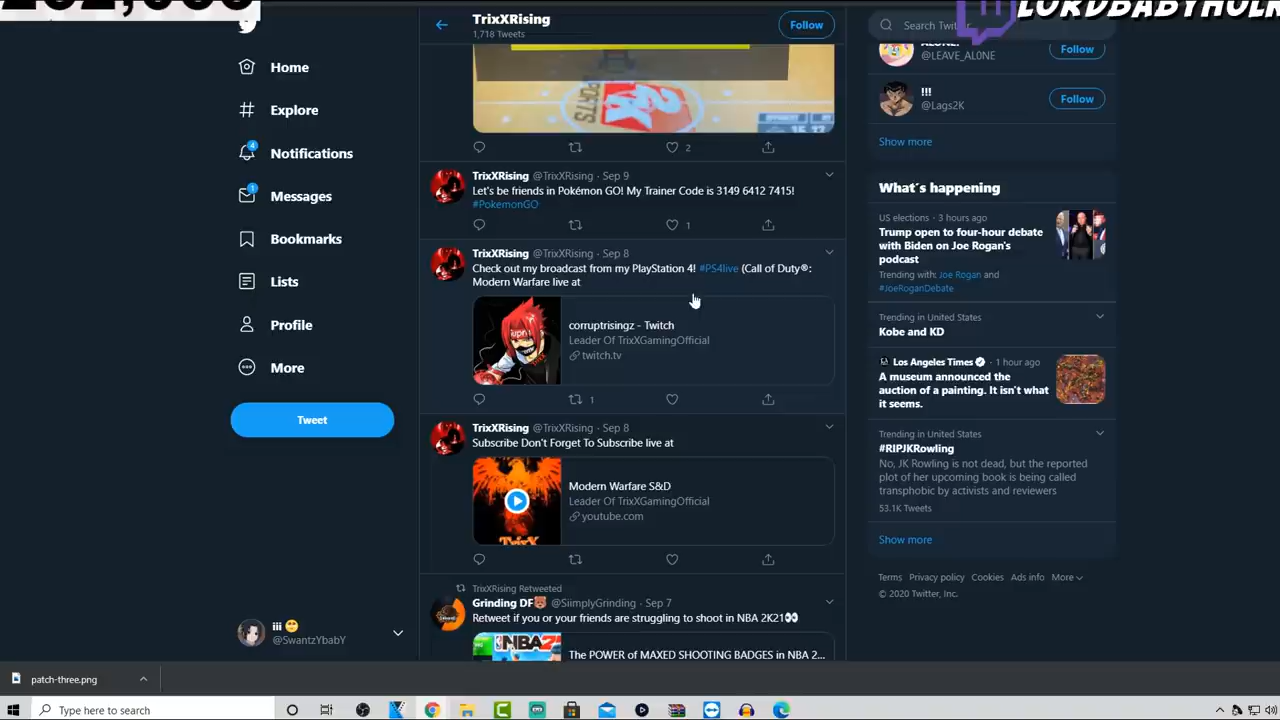 LORDBABYHULK
TrixXRising
1,718 Tweets
Follow
Search Twitter
Home
Explore
4
Notifications
1
Messages
Bookmarks
Lists
Profile
More
Tweet
iii 😊
@SwantzYbabY
SPORTS 2K
2
TrixXRising @TrixXRising · Sep 9
Let's be friends in Pokémon GO! My Trainer Code is 3149 6412 7415!
#PokemonGO
1
TrixXRising @TrixXRising · Sep 8
Check out my broadcast from my PlayStation 4! #PS4live (Call of Duty®:
Modern Warfare live at
corruptrisingz - Twitch
Leader Of TrixXGamingOfficial
twitch.tv
1
TrixXRising @TrixXRising · Sep 8
Subscribe Don't Forget To Subscribe live at
TrixX
Modern Warfare S&D
Leader Of TrixXGamingOfficial
youtube.com
TrixXRising Retweeted
Grinding DF🐻 @SiimplyGrinding · Sep 7
Retweet if you or your friends are struggling to shoot in NBA 2K21👀
NBA 2
The POWER of MAXED SHOOTING BADGES in NBA 2...
@LEAVE_AL0NE
Follow
!!!
@Lags2K
Follow
Show more
What's happening
US elections · 3 hours ago
Trump open to four-hour debate
with Biden on Joe Rogan's
podcast
Trending with: Joe Rogan and
#JoeRoganDebate
Trending in United States
Kobe and KD
Los Angeles Times · 1 hour ago
A museum announced the
auction of a painting. It isn't what
it seems.
Trending in United States
#RIPJKRowling
No, JK Rowling is not dead, but the reported
plot of her upcoming book is being called
transphobic by activists and reviewers
53.1K Tweets
Show more
Terms Privacy policy Cookies Ads info More
© 2020 Twitter, Inc.
patch-three.png
Type here to search